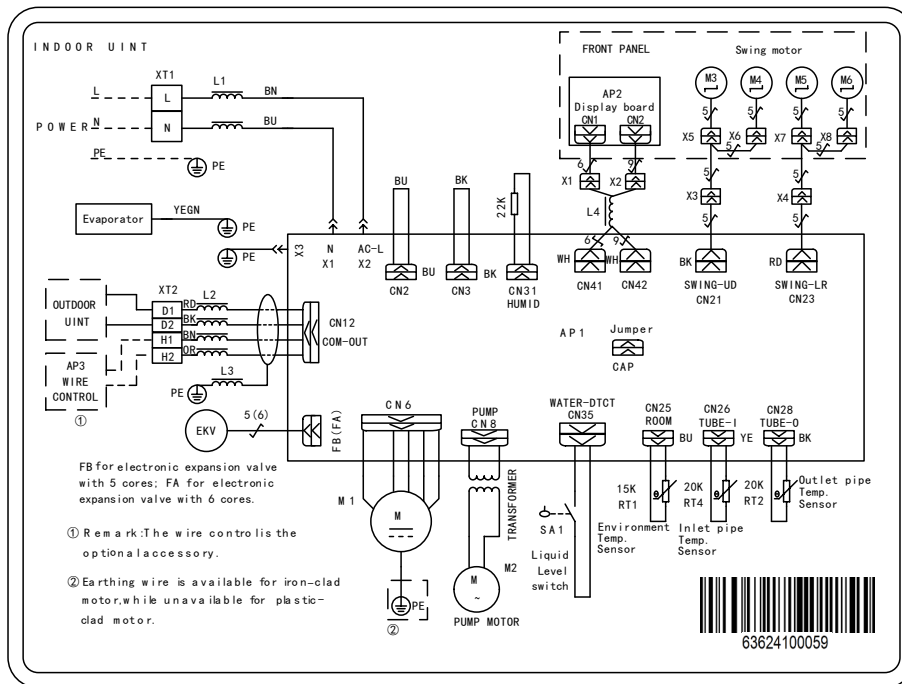 INDOOR UINT
FRONT PANEL
Swing motor
M3
M4
M5
M6
AP2
Display board
CN1
CN2
5
5
5
5
X5
X6
X7
X8
5
5
6
9
X1
X2
5
5
X3
X4
L4
5
5
6
9
WH
WH
BK
RD
CN41
CN42
SWING-UD
CN21
SWING-LR
CN23
XT1
L1
L
L
BN
POWER
N
N
BU
PE
PE
Evaporator
YEGN
PE
PE
X3
N
X1
AC-L
X2
BU
BU
CN2
BK
BK
CN3
22K
CN31
HUMID
OUTDOOR
UINT
AP3
WIRE
CONTROL
①
XT2
L2
D1
RD
D2
BK
H1
BN
H2
OR
CN12
COM-OUT
L3
PE
AP1
Jumper
CAP
EKV
5(6)
FB(FA)
CN6
PUMP
CN8
WATER-DTCT
CN35
CN25
ROOM
BU
CN26
TUBE-I
YE
CN28
TUBE-O
BK
FB for electronic expansion valve
with 5 cores; FA for electronic
expansion valve with 6 cores.
M1
M
PE
②
TRANSFORMER
M
~
M2
PUMP MOTOR
SA1
Liquid
Level
switch
15K
RT1
θ
Environment
Temp.
Sensor
20K
RT4
θ
Inlet pipe
Temp.
Sensor
20K
RT2
θ
Outlet pipe
Temp.
Sensor
① Remark:The wire controlis the
optionalaccessory.
② Earthing wire is available for iron-clad
motor,while unavailable for plastic-
clad motor.
63624100059